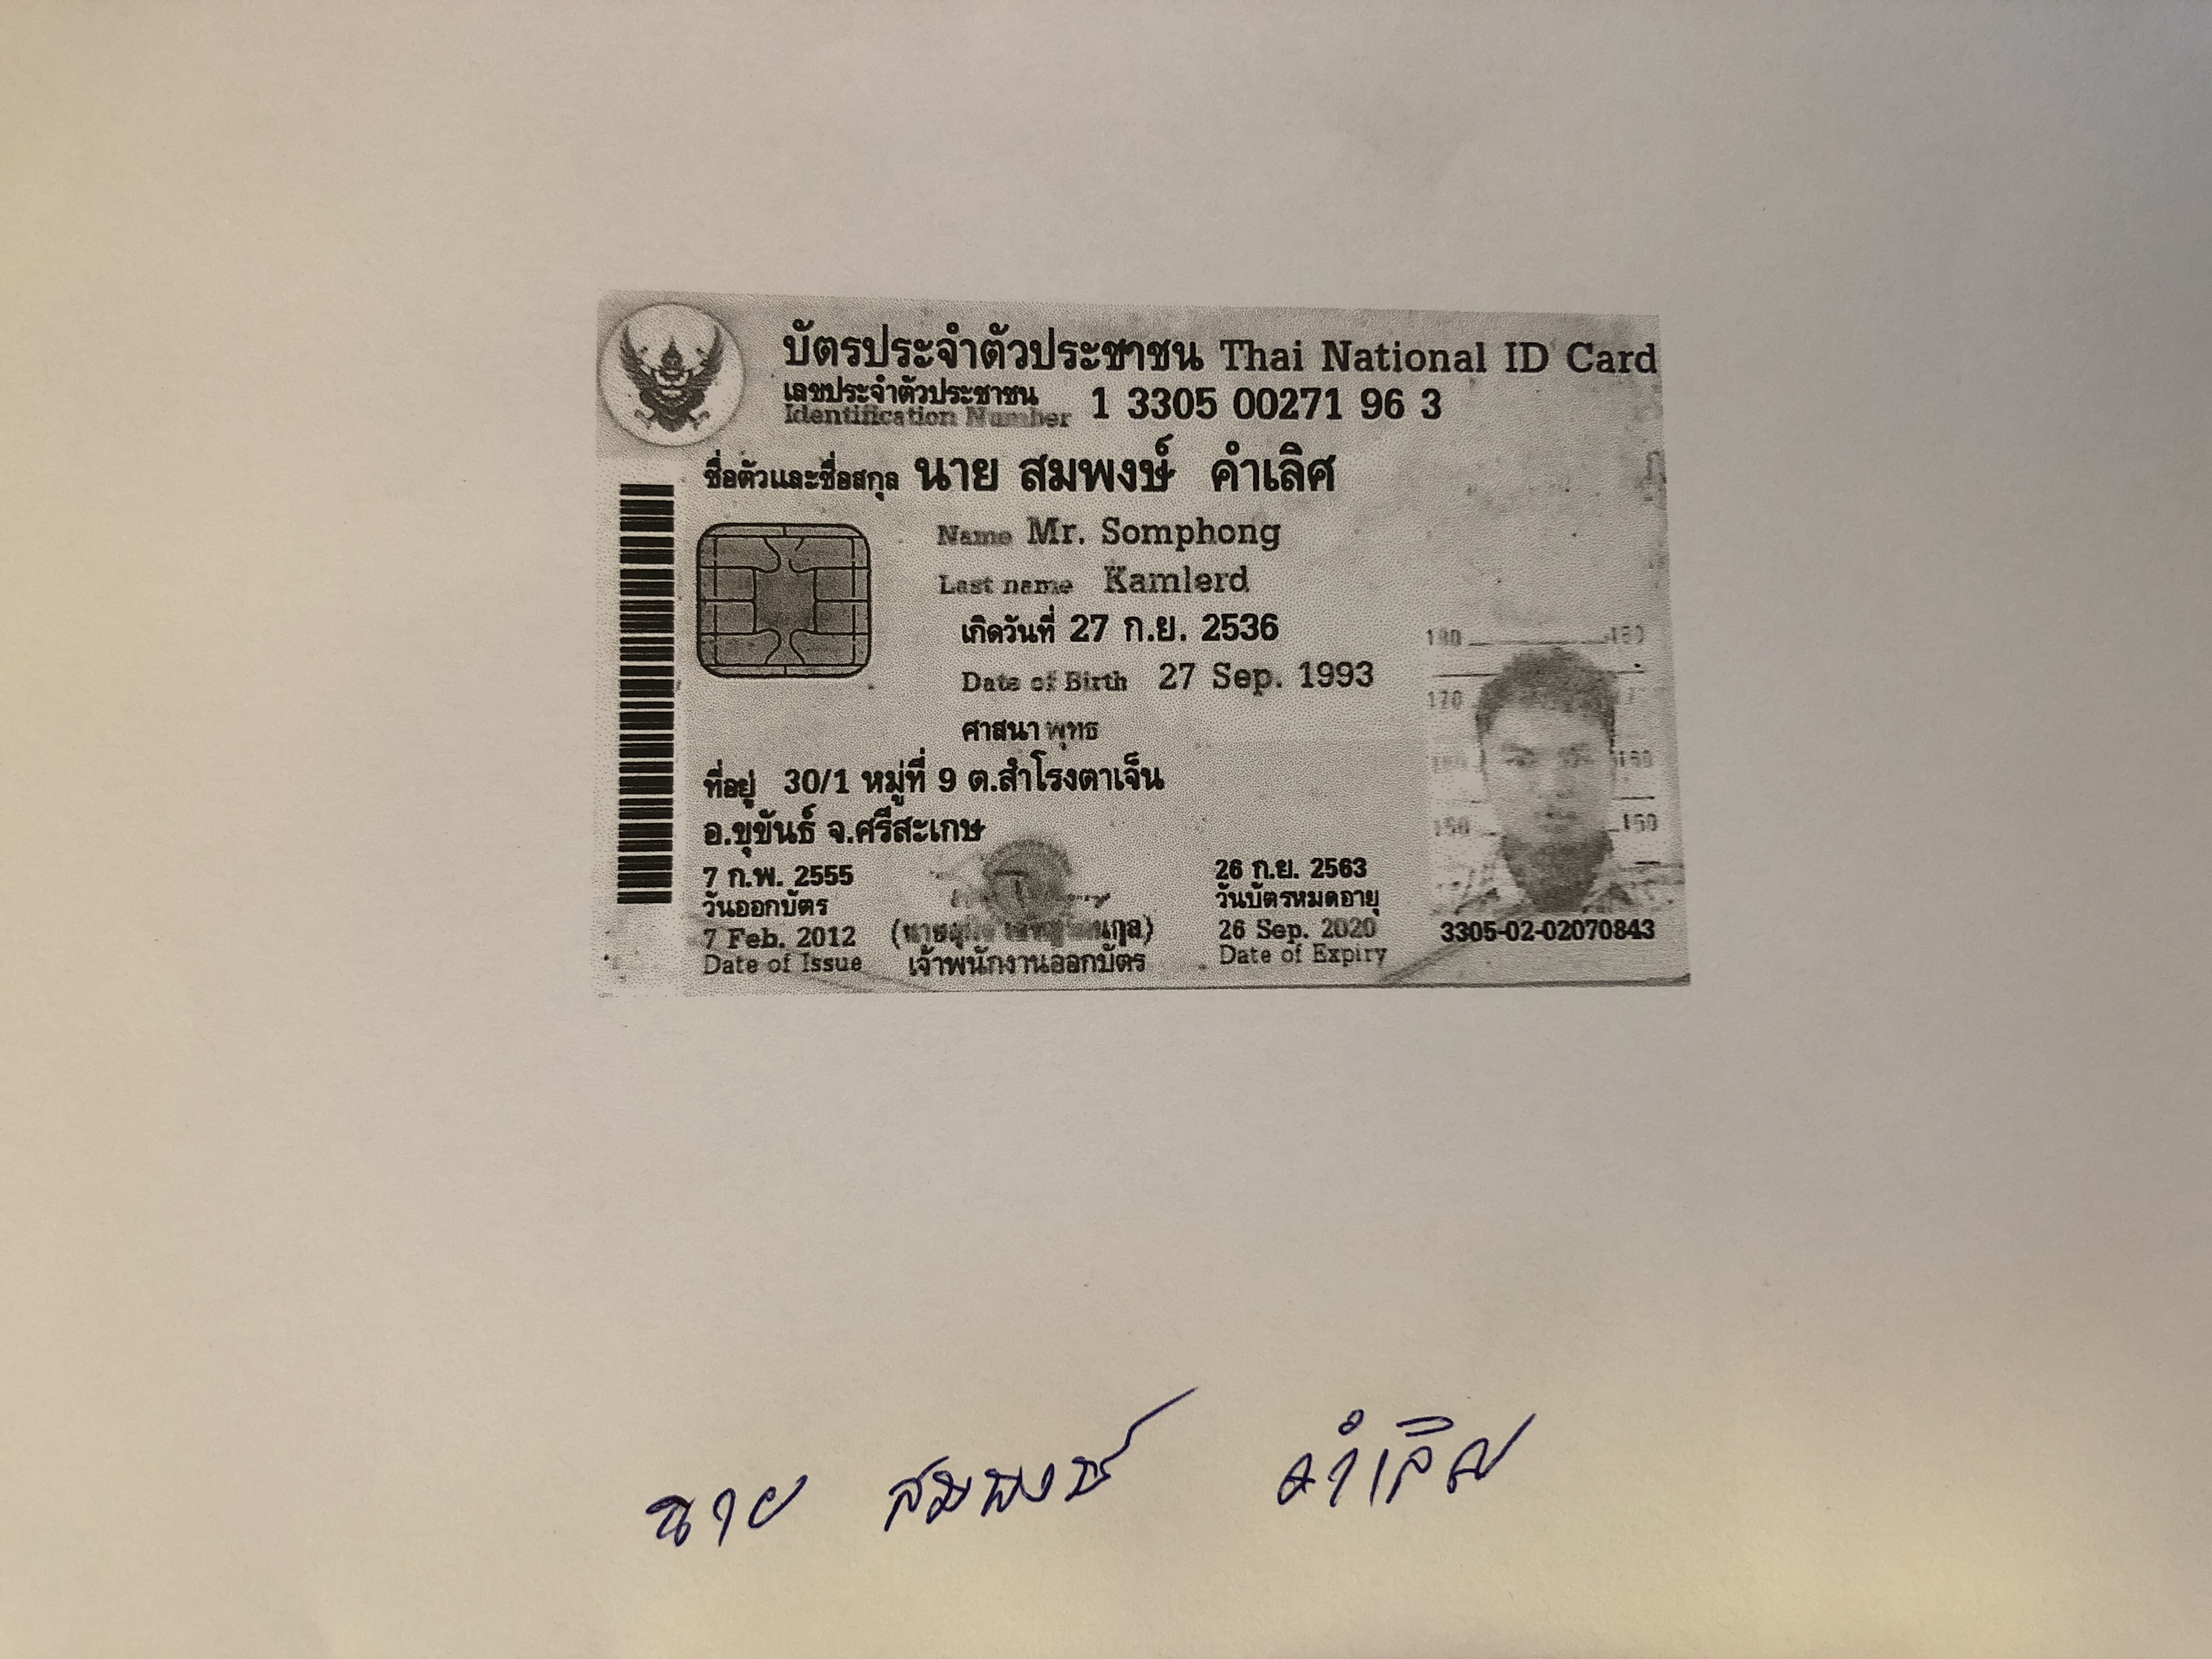 บัตรประจำตัวประชาชน Thai National ID Card
เลขประจำตัวประชาชน 1 3305 00271 96 3
Identification Number
ชื่อตัวและชื่อสกุล นาย สมพงษ์ คำเลิศ
Name Mr. Somphong
Last name Kamlerd
เกิดวันที่ 27 ก.ย. 2536
Date of Birth 27 Sep. 1993
ศาสนา พุทธ
ที่อยู่ 30/1 หมู่ที่ 9 ต.สำโรงตาเจ็น
อ.ขุขันธ์ จ.ศรีสะเกษ
7 ก.พ. 2555
วันออกบัตร
7 Feb. 2012
Date of Issue
เจ้าพนักงานออกบัตร
26 ก.ย. 2563
วันบัตรหมดอายุ
26 Sep. 2020
Date of Expiry
170
150 150
3305-02-02070843
นาย สมพงษ์ คำเลิศ